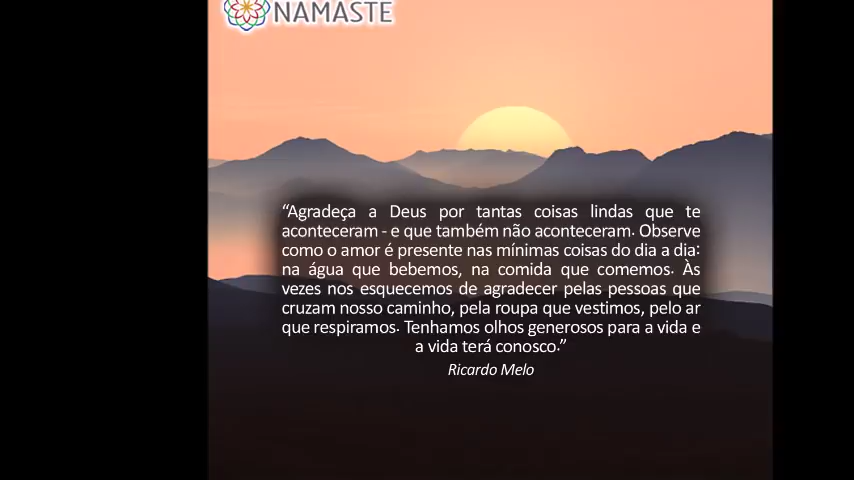 NAMASTE
“Agradeça a Deus por tantas coisas lindas que te
aconteceram - e que também não aconteceram. Observe
como o amor é presente nas mínimas coisas do dia a dia:
na água que bebemos, na comida que comemos. Às
vezes nos esquecemos de agradecer pelas pessoas que
cruzam nosso caminho, pela roupa que vestimos, pelo ar
que respiramos. Tenhamos olhos generosos para a vida e
a vida terá conosco.”
Ricardo Melo